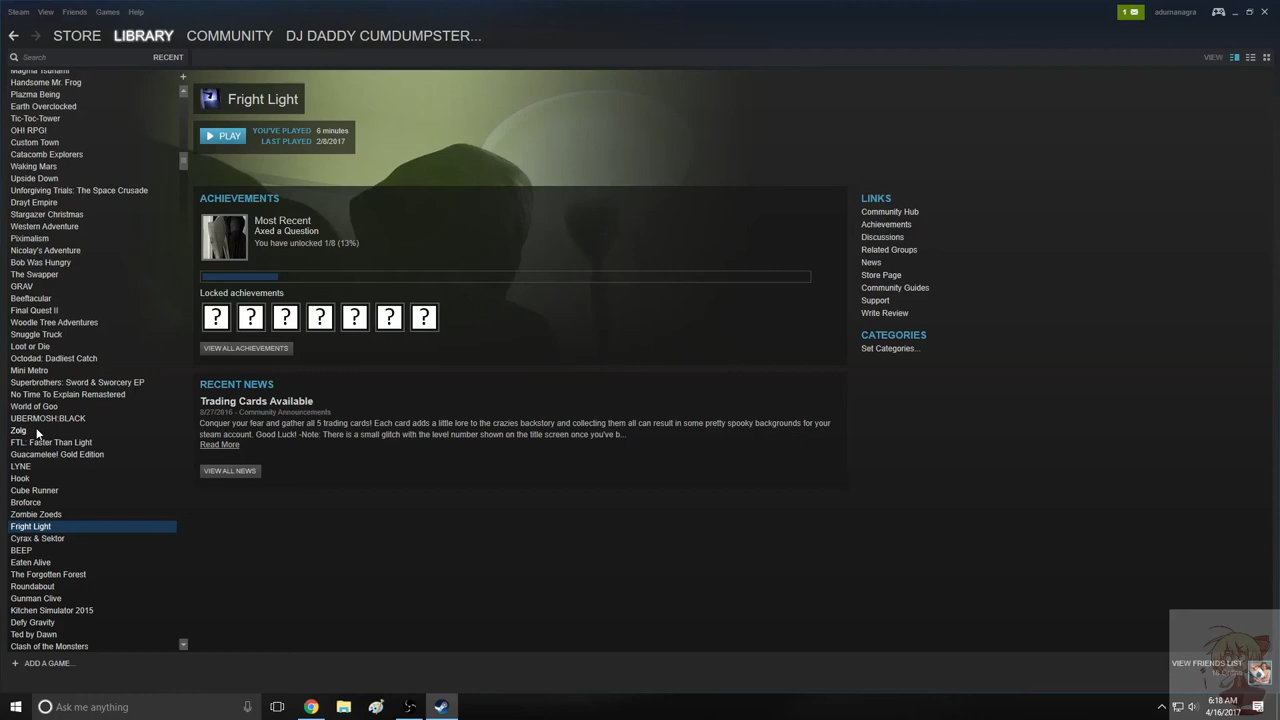 Steam View Friends Games Help
1
adumanagra
STORE LIBRARY COMMUNITY DJ DADDY CUMDUMPSTER...
Search RECENT
VIEW
Magma Tsunami
Handsome Mr. Frog
Plazma Being
Earth Overclocked
Tic-Toc-Tower
OH! RPG!
Custom Town
Catacomb Explorers
Waking Mars
Upside Down
Unforgiving Trials: The Space Crusade
Drayt Empire
Stargazer Christmas
Western Adventure
Piximalism
Nicolay's Adventure
Bob Was Hungry
The Swapper
GRAV
Beeftacular
Final Quest II
Woodle Tree Adventures
Snuggle Truck
Loot or Die
Octodad: Dadliest Catch
Mini Metro
Superbrothers: Sword & Sworcery EP
No Time To Explain Remastered
World of Goo
UBERMOSH:BLACK
Zolg
FTL: Faster Than Light
Guacamelee! Gold Edition
LYNE
Hook
Cube Runner
Broforce
Zombie Zoeds
Fright Light
Cyrax & Sektor
BEEP
Eaten Alive
The Forgotten Forest
Roundabout
Gunman Clive
Kitchen Simulator 2015
Defy Gravity
Ted by Dawn
Clash of the Monsters
+ ADD A GAME...
Fright Light
PLAY
YOU'VE PLAYED 6 minutes
LAST PLAYED 2/8/2017
ACHIEVEMENTS
Most Recent
Axed a Question
You have unlocked 1/8 (13%)
Locked achievements
? ? ? ? ? ? ?
VIEW ALL ACHIEVEMENTS
RECENT NEWS
Trading Cards Available
8/27/2016 - Community Announcements
Conquer your fear and gather all 5 trading cards! Each card adds a little lore to the crazies backstory and collecting them all can result in some pretty spooky backgrounds for your
steam account. Good Luck! -Note: There is a small glitch with the level number shown on the title screen once you've b...
Read More
VIEW ALL NEWS
LINKS
Community Hub
Achievements
Discussions
Related Groups
News
Store Page
Community Guides
Support
Write Review
CATEGORIES
Set Categories...
VIEW FRIENDS LIST
Online
Ask me anything
6:18 AM
4/16/2017